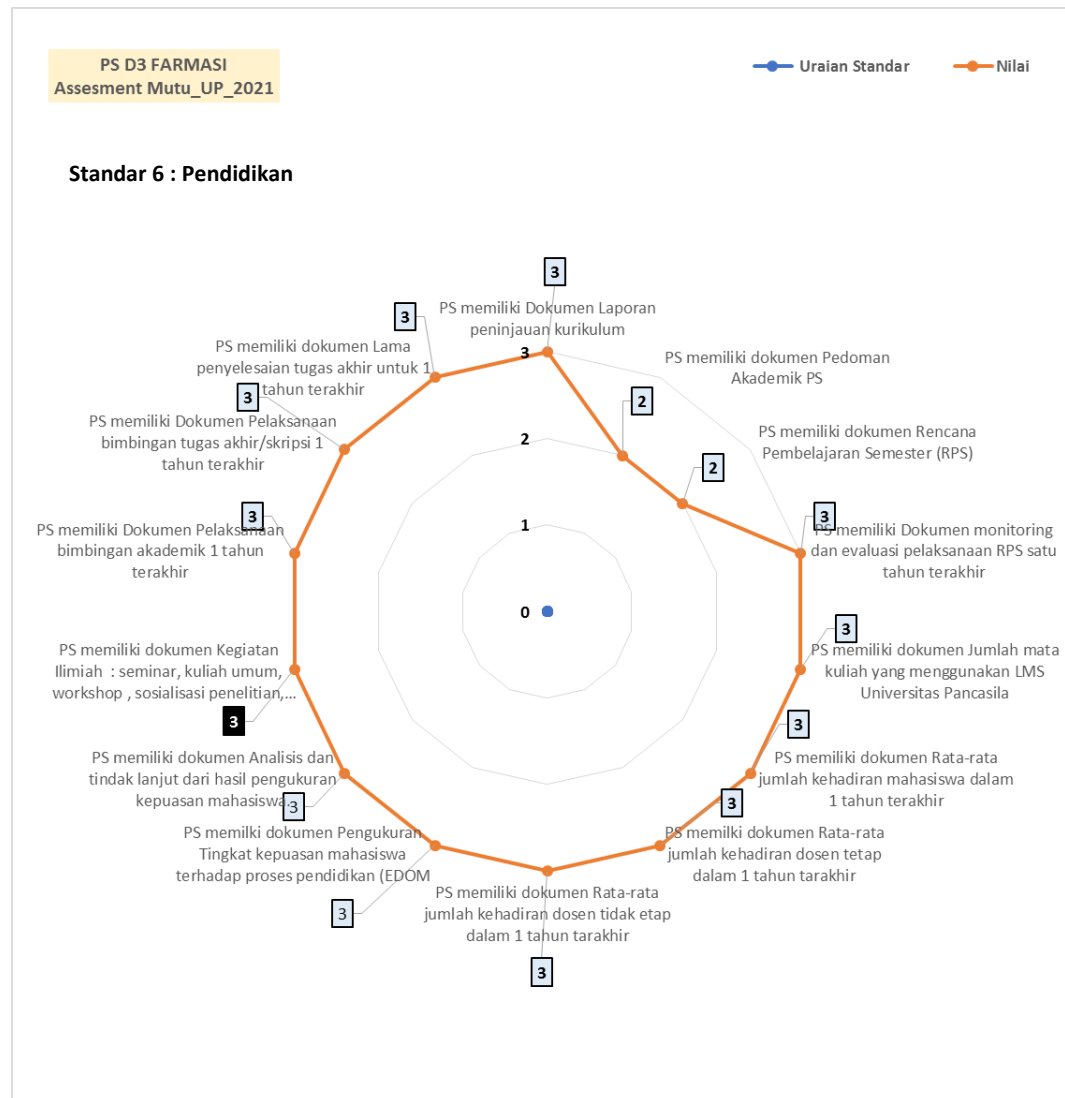 PS D3 FARMASI
Assesment Mutu_UP_2021
Uraian Standar
Nilai
Standar 6 : Pendidikan
3
PS memiliki Dokumen Laporan
peninjauan kurikulum
3
2
1
0
PS memiliki dokumen Pedoman
Akademik PS
2
PS memiliki dokumen Rencana
Pembelajaran Semester (RPS)
2
3
PS memiliki Dokumen monitoring
dan evaluasi pelaksanaan RPS satu
tahun terakhir
3
PS memiliki dokumen Jumlah mata
kuliah yang menggunakan LMS
Universitas Pancasila
3
PS memiliki dokumen Rata-rata
jumlah kehadiran mahasiswa dalam
1 tahun terakhir
3
PS memilki dokumen Rata-rata
jumlah kehadiran dosen tetap
dalam 1 tahun tarakhir
PS memiliki dokumen Rata-rata
jumlah kehadiran dosen tidak etap
dalam 1 tahun tarakhir
3
PS memilki dokumen Pengukuran
Tingkat kepuasan mahasiswa
terhadap proses pendidikan (EDOM
3
PS memiliki dokumen Analisis dan
tindak lanjut dari hasil pengukuran
kepuasan mahasiswa.
3
PS memiliki dokumen Kegiatan
Ilimiah : seminar, kuliah umum,
workshop , sosialisasi penelitian,...
3
3
PS memiliki Dokumen Pelaksanaan
bimbingan akademik 1 tahun
terakhir
3
PS memiliki Dokumen Pelaksanaan
bimbingan tugas akhir/skripsi 1
tahun terakhir
3
PS memiliki dokumen Lama
penyelesaian tugas akhir untuk 1
tahun terakhir